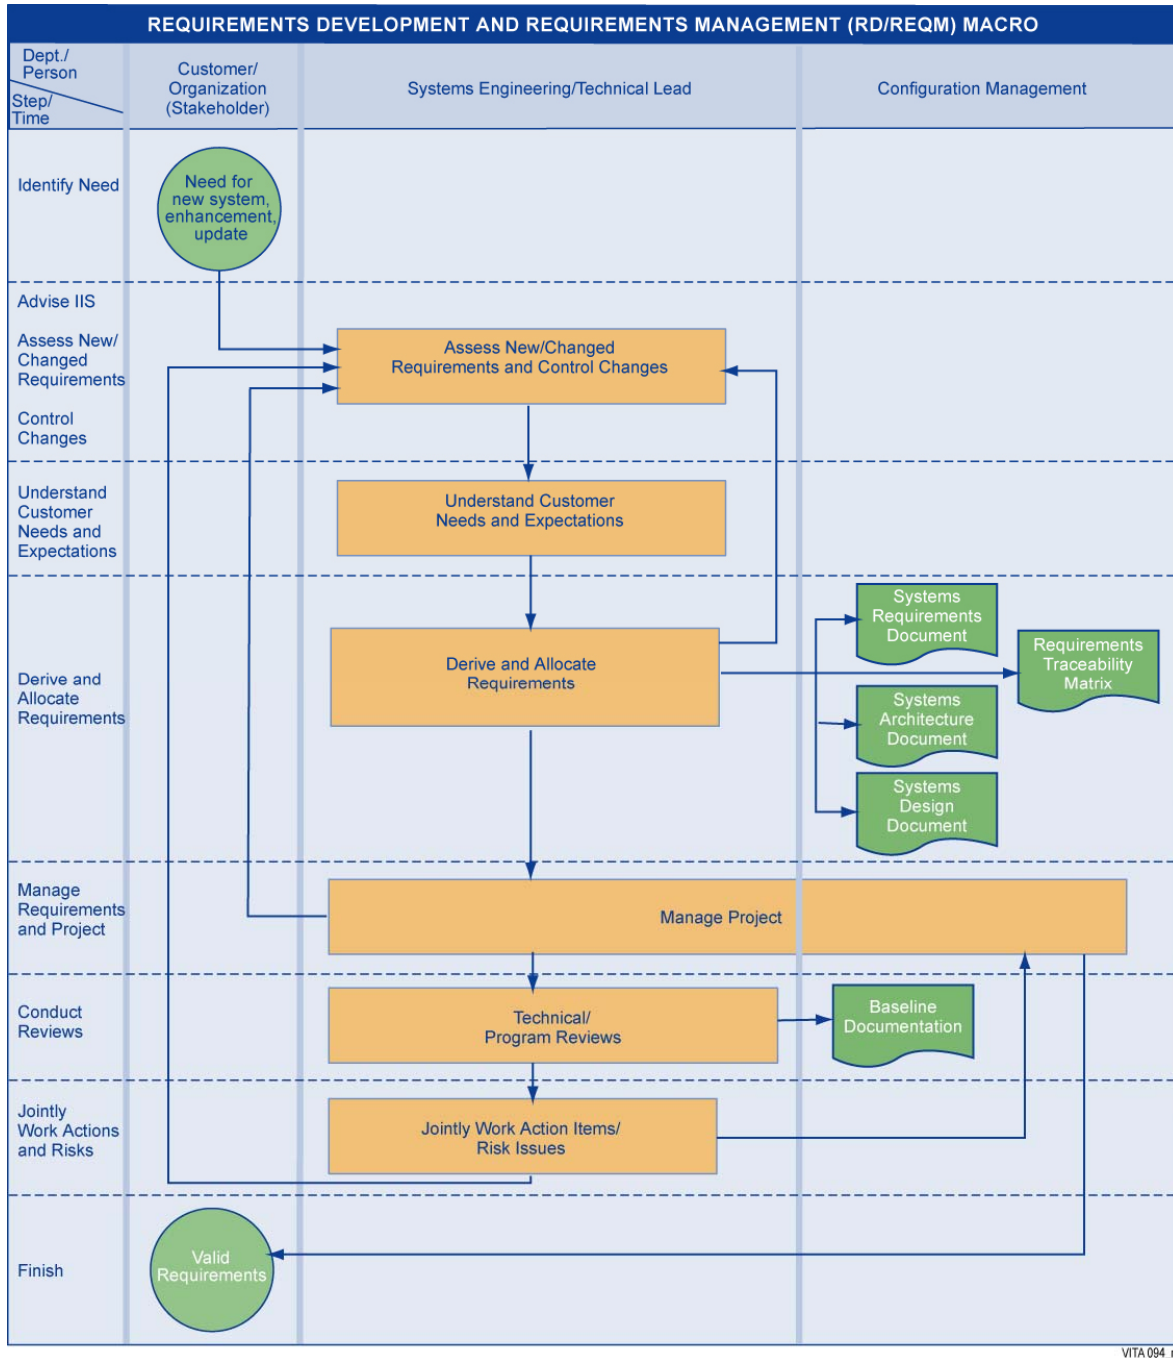 REQUIREMENTS DEVELOPMENT AND REQUIREMENTS MANAGEMENT (RD/REQM) MACRO
Dept./
Person
Step/
Time
Customer/
Organization
(Stakeholder)
Systems Engineering/Technical Lead
Configuration Management
Identify Need
Need for
new system,
enhancement,
update
Advise IIS
Assess New/
Changed
Requirements
Control
Changes
Assess New/Changed
Requirements and Control Changes
Understand
Customer
Needs and
Expectations
Understand Customer
Needs and Expectations
Derive and
Allocate
Requirements
Derive and Allocate
Requirements
Systems
Requirements
Document
Requirements
Traceability
Matrix
Systems
Architecture
Document
Systems
Design
Document
Manage
Requirements
and Project
Manage Project
Conduct
Reviews
Technical/
Program Reviews
Baseline
Documentation
Jointly
Work Actions
and Risks
Jointly Work Action Items/
Risk Issues
Finish
Valid
Requirements
VITA 094